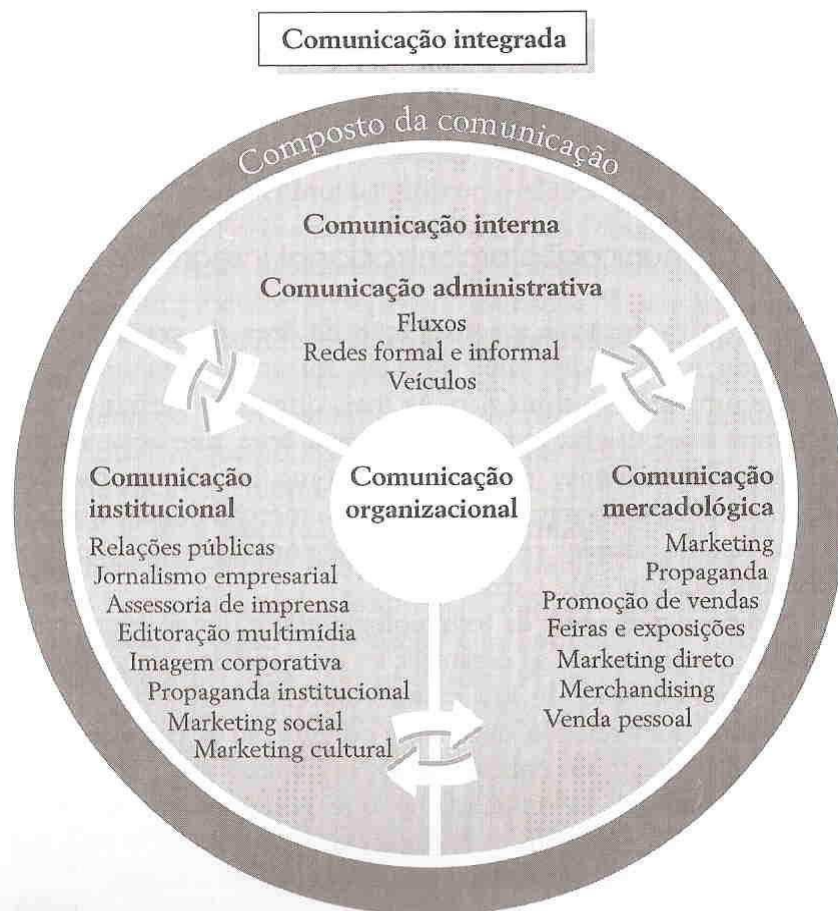 Comunicação integrada
Composto da comunicação
Comunicação interna
Comunicação administrativa
Fluxos
Redes formal e informal
Veículos
Comunicação
organizacional
Comunicação
institucional
Relações públicas
Jornalismo empresarial
Assessoria de imprensa
Editoração multimídia
Imagem corporativa
Propaganda institucional
Marketing social
Marketing cultural
Comunicação
mercadológica
Marketing
Propaganda
Promoção de vendas
Feiras e exposições
Marketing direto
Merchandising
Venda pessoal